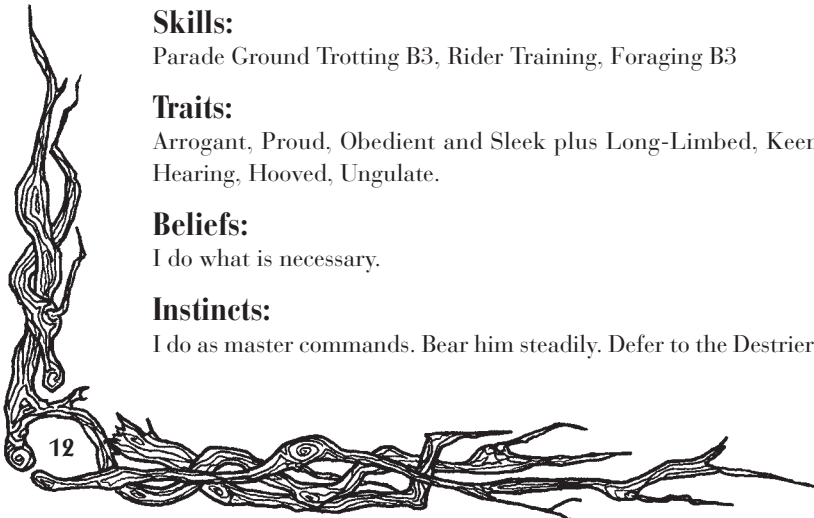 Skills:
Parade Ground Trotting B3, Rider Training, Foraging B3
Traits:
Arrogant, Proud, Obedient and Sleek plus Long-Limbed, Keen
Hearing, Hooved, Ungulate.
Beliefs:
I do what is necessary.
Instincts:
I do as master commands. Bear him steadily. Defer to the Destrier
12